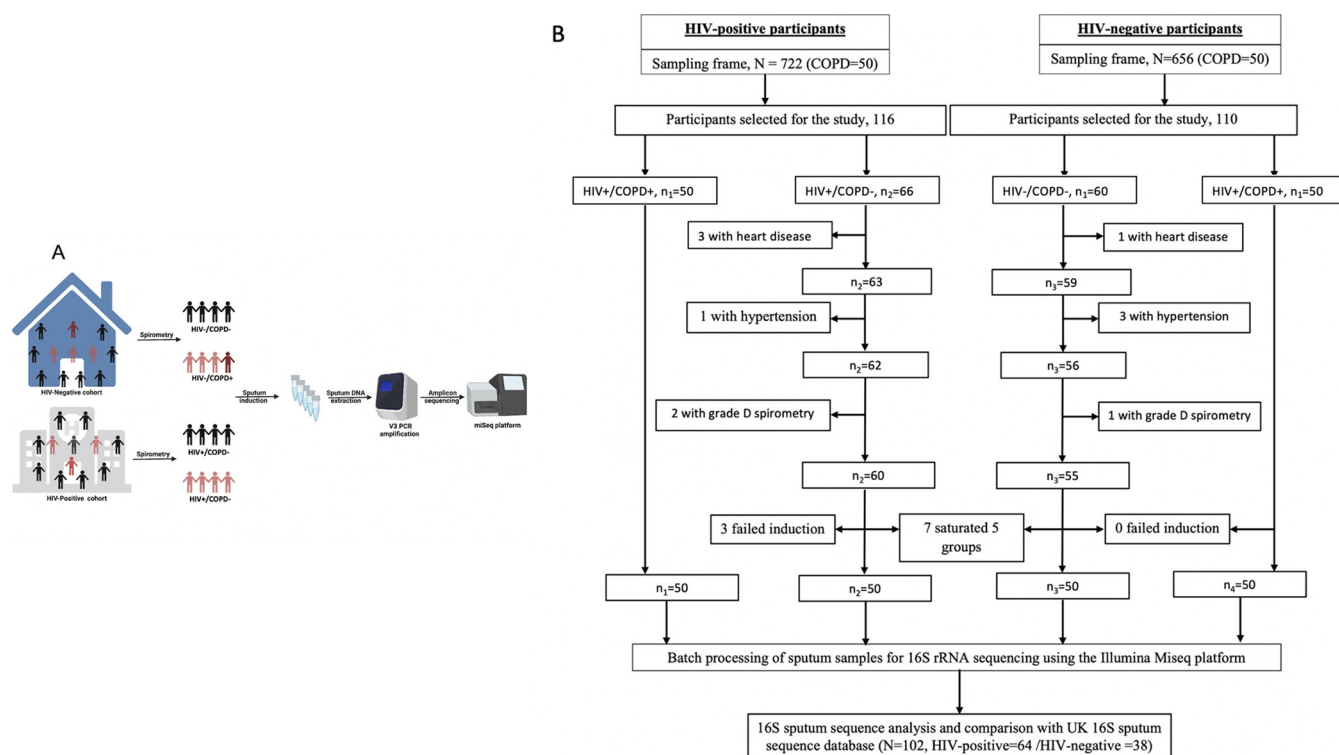 A
HIV-Negative cohort
Spirometry
HIV-/COPD-
HIV-/COPD+
HIV-Positive cohort
Spirometry
HIV+/COPD-
HIV+/COPD-
Sputum
induction
Sputum DNA
extraction
V3 PCR
amplification
Amplicon
sequencing
miSeq platform
B
HIV-positive participants
Sampling frame, N = 722 (COPD=50)
HIV-negative participants
Sampling frame, N=656 (COPD=50)
Participants selected for the study, 116
Participants selected for the study, 110
HIV+/COPD+, n₁=50
HIV+/COPD-, n₂=66
HIV-/COPD-, n₁=60
HIV+/COPD+, n₁=50
3 with heart disease
1 with heart disease
n₂=63
n₃=59
1 with hypertension
3 with hypertension
n₂=62
n₃=56
2 with grade D spirometry
1 with grade D spirometry
n₂=60
n₃=55
3 failed induction
7 saturated 5
groups
0 failed induction
n₁=50
n₂=50
n₃=50
n₄=50
Batch processing of sputum samples for 16S rRNA sequencing using the Illumina Miseq platform
16S sputum sequence analysis and comparison with UK 16S sputum
sequence database (N=102, HIV-positive=64 /HIV-negative =38)